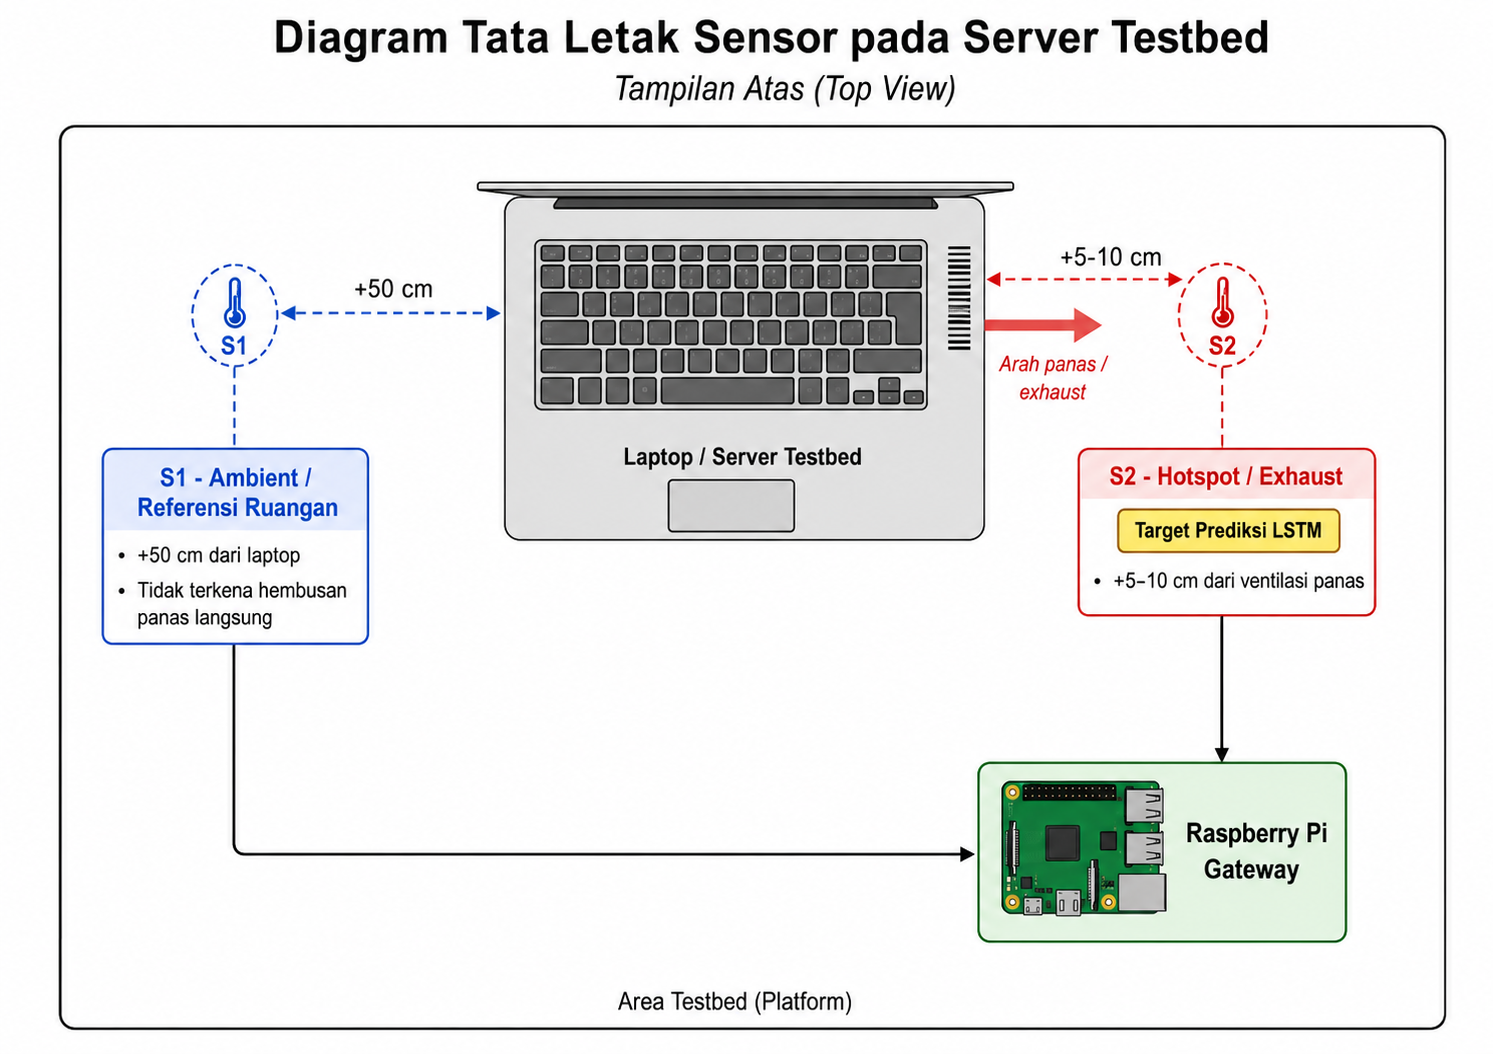 Diagram Tata Letak Sensor pada Server Testbed
Tampilan Atas (Top View)
+50 cm
S1
+5-10 cm
S2
Arah panas /
exhaust
Laptop / Server Testbed
S1 - Ambient /
Referensi Ruangan
• +50 cm dari laptop
• Tidak terkena hembusan
panas langsung
S2 - Hotspot / Exhaust
Target Prediksi LSTM
• +5–10 cm dari ventilasi panas
Raspberry Pi
Gateway
Area Testbed (Platform)